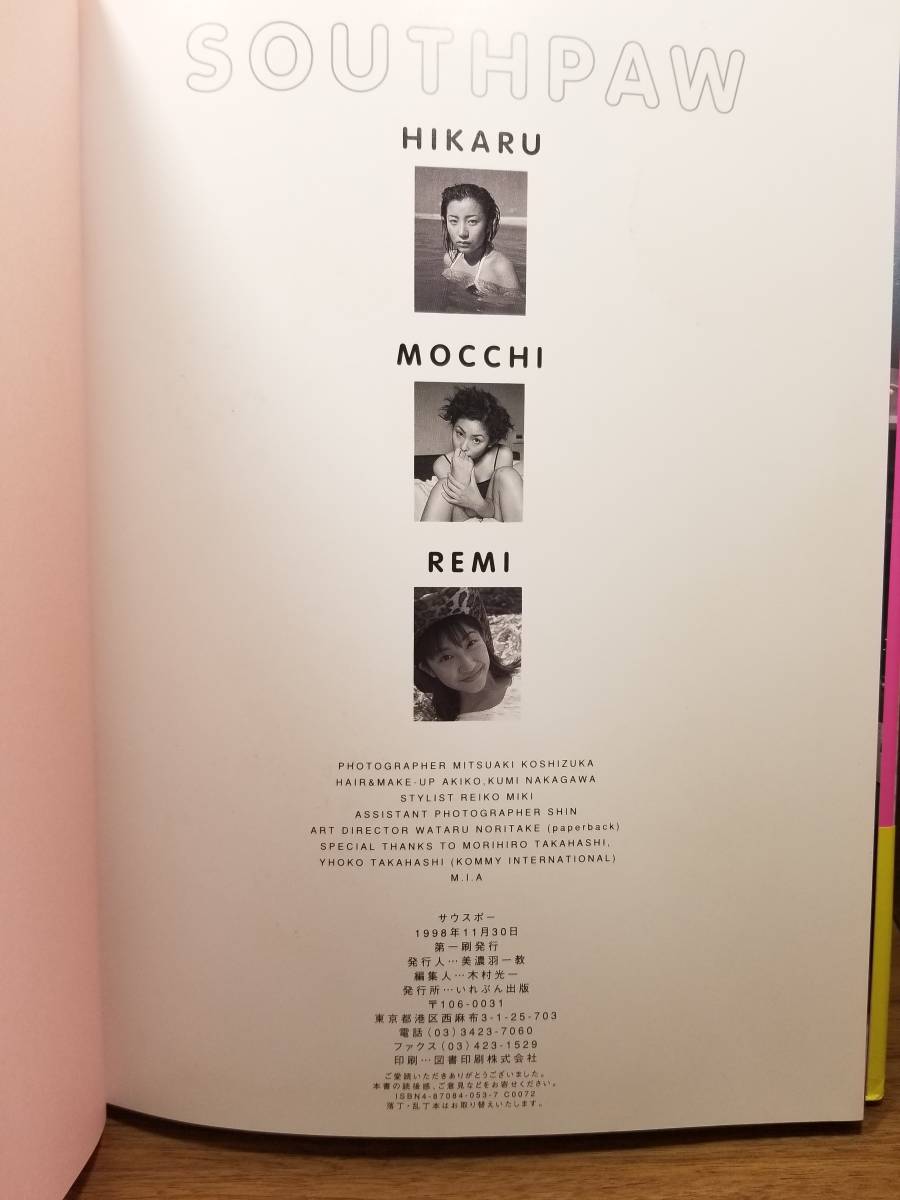 SOUTHPAW
HIKARU
MOCCHI
REMI
PHOTOGRAPHER MITSUAKI KOSHIZUKA
HAIR&MAKE-UP AKIKO,KUMI NAKAGAWA
STYLIST REIKO MIKI
ASSISTANT PHOTOGRAPHER SHIN
ART DIRECTOR WATARU NORITAKE (paperback)
SPECIAL THANKS TO MORIHIRO TAKAHASHI,
YHOKO TAKAHASHI (KOMMY INTERNATIONAL)
M.I.A
サウスポー
1998年11月30日
第一刷発行
発行人…美濃羽一教
編集人…木村光一
発行所…いれぶん出版
〒106-0031
東京都港区西麻布3-1-25-703
電話(03)3423-7060
ファクス(03)423-1529
印刷…図書印刷株式会社
ご愛読いただきありがとうございました。
本書の読後感、ご意見などをお寄せください。
ISBN4-87084-053-7 C0072
落丁・乱丁本はお取り替えいたします。